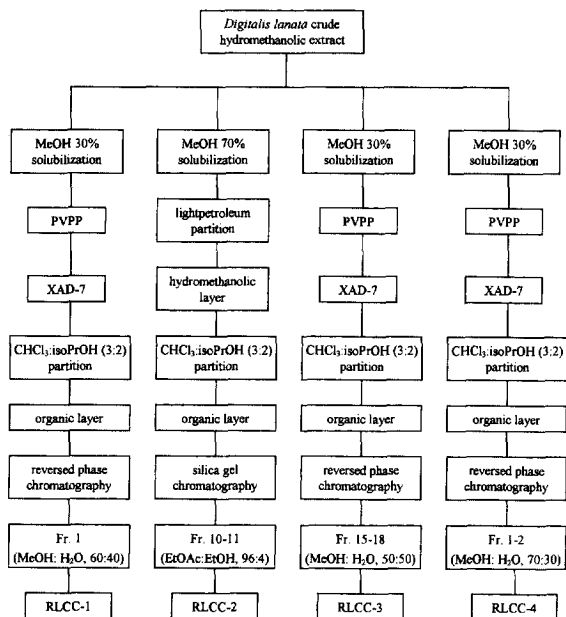 Digitalis lanata crude
hydromethanolic extract
MeOH 30%
solubilization
PVPP
XAD-7
CHCl₃:isoPrOH (3:2)
partition
organic layer
reversed phase
chromatography
Fr. 1
(MeOH: H₂O, 60:40)
RLCC-1
MeOH 70%
solubilization
lightpetroleum
partition
hydromethanolic
layer
CHCl₃:isoPrOH (3:2)
partition
organic layer
silica gel
chromatography
Fr. 10-11
(EtOAc:EtOH, 96:4)
RLCC-2
MeOH 30%
solubilization
PVPP
XAD-7
CHCl₃:isoPrOH (3:2)
partition
organic layer
reversed phase
chromatography
Fr. 15-18
(MeOH: H₂O, 50:50)
RLCC-3
MeOH 30%
solubilization
PVPP
XAD-7
CHCl₃:isoPrOH (3:2)
partition
organic layer
reversed phase
chromatography
Fr. 1-2
(MeOH: H₂O, 70:30)
RLCC-4